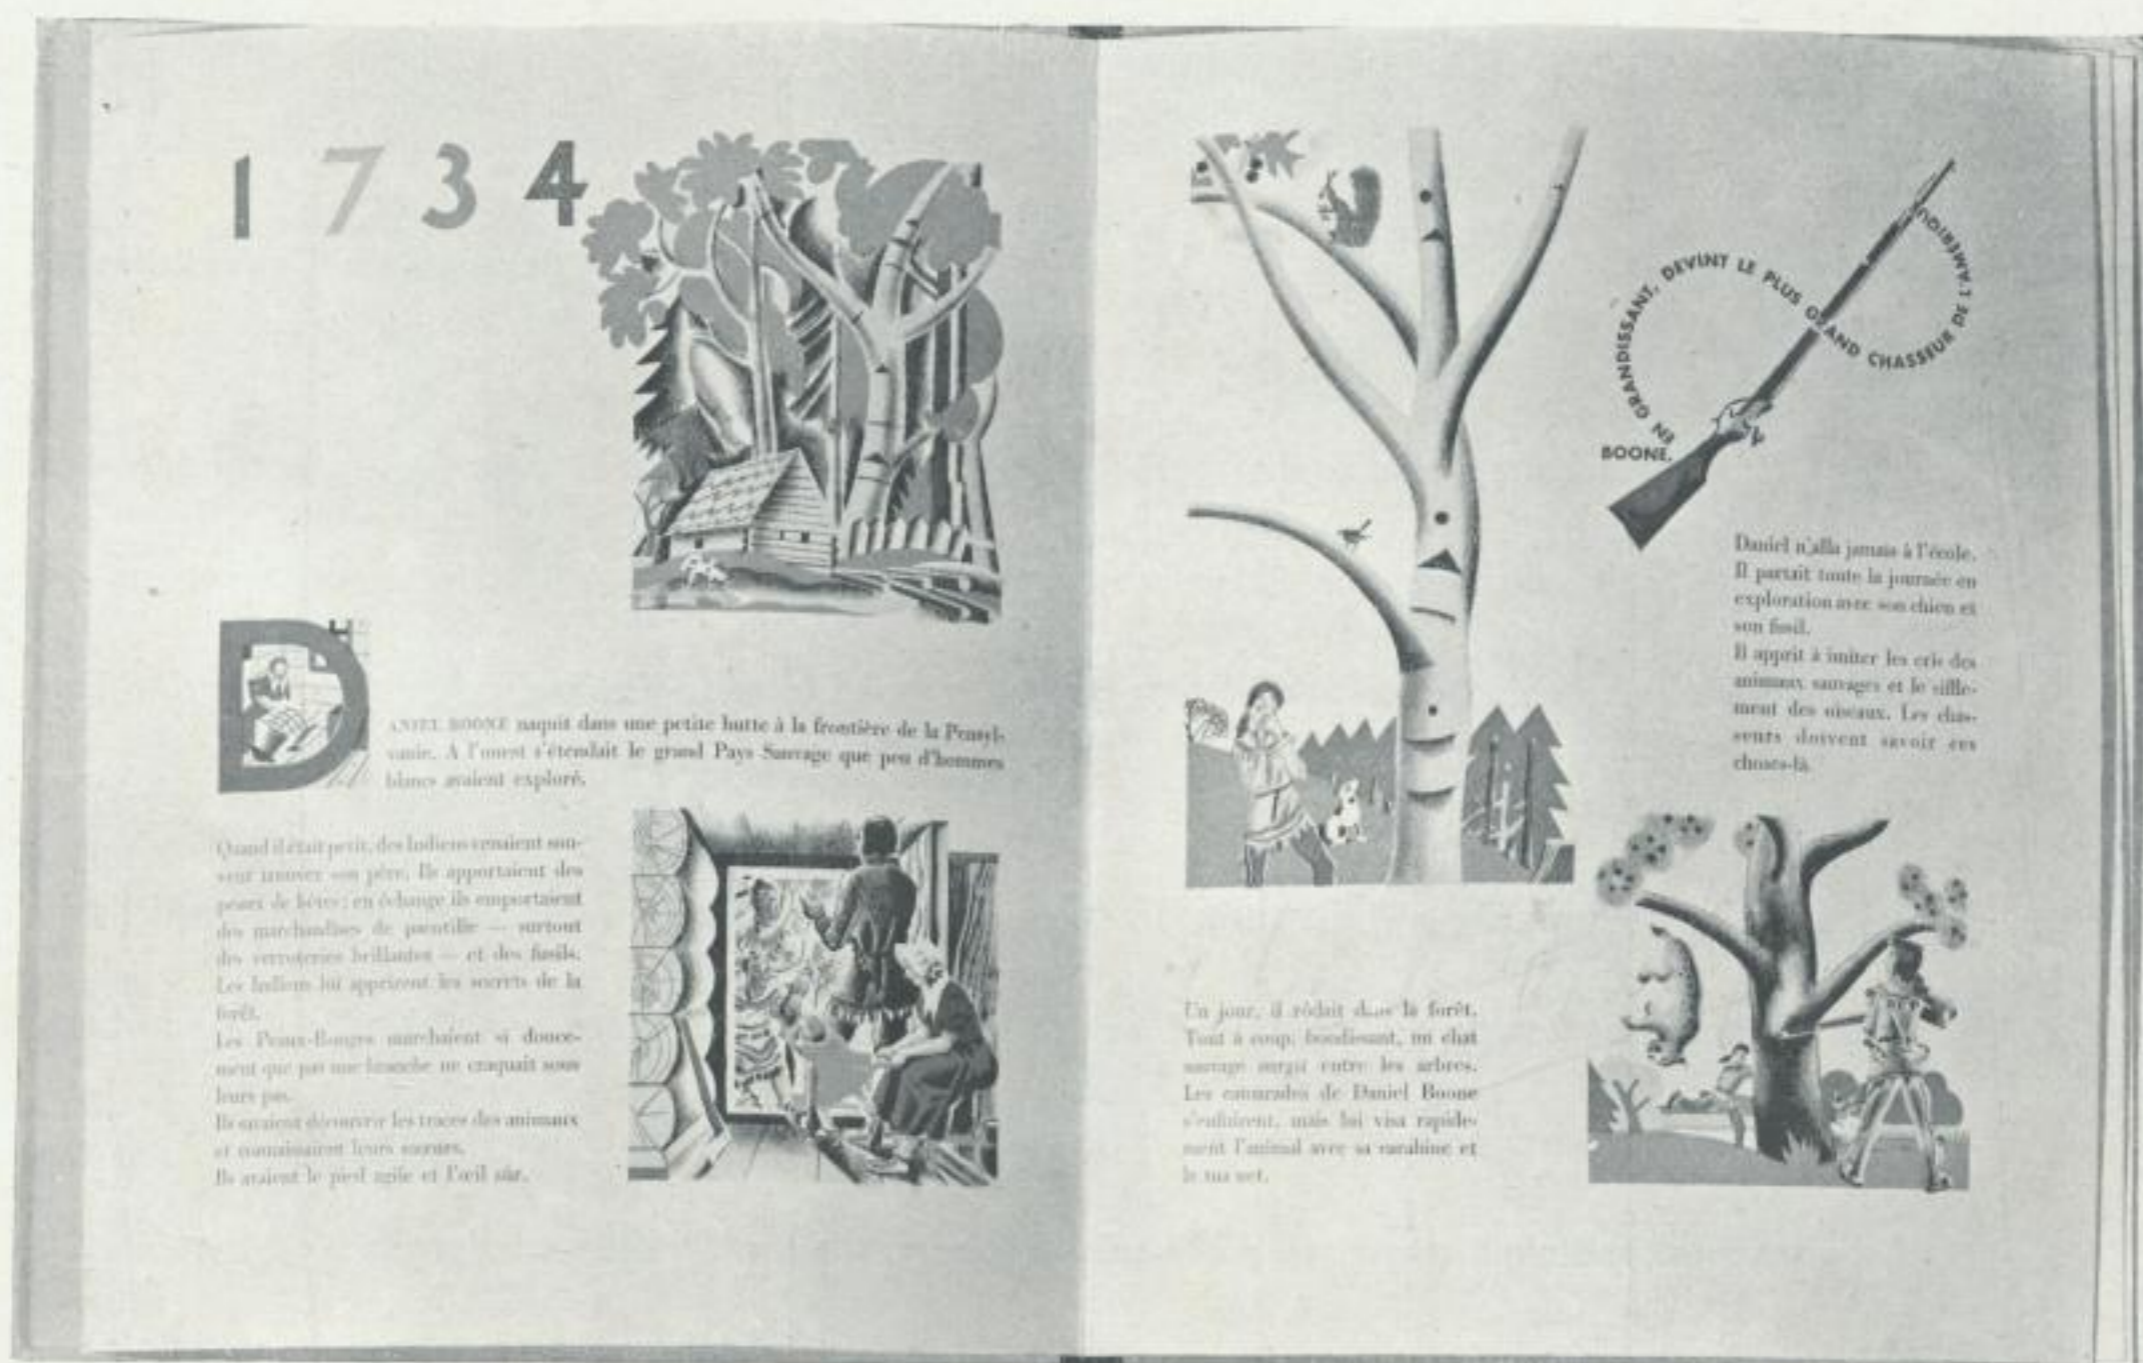 1 7 3 4
DANIEL BOONE naquit dans une petite hutte à la frontière de la Pensyl-
vanie. A l'ouest s'étendait le grand Pays Sauvage que peu d'hommes
blancs avaient exploré.
Quand il était petit, des Indiens venaient sou-
vent trouver son père. Ils apportaient des
peaux de bêtes; en échange ils emportaient
des marchandises de pacotille — surtout
des verroteries brillantes — et des fusils.
Les Indiens lui apprirent les secrets de la
forêt.
Les Peaux-Rouges marchaient si douce-
ment que pas une branche ne craquait sous
leurs pas.
Ils savaient découvrir les traces des animaux
et connaissaient leurs mœurs.
Ils avaient le pied agile et l'œil sûr.
BOONE, EN GRANDISSANT, DEVINT LE PLUS GRAND CHASSEUR DE L'AMÉRIQUE
Daniel n'alla jamais à l'école.
Il partait toute la journée en
exploration avec son chien et
son fusil.
Il apprit à imiter les cris des
animaux sauvages et le siffle-
ment des oiseaux. Les chas-
seurs doivent savoir ces
choses-là.
Un jour, il rôdait dans la forêt.
Tout à coup, bondissant, un chat
sauvage surgit entre les arbres.
Les camarades de Daniel Boone
s'enfuirent, mais lui visa rapide-
ment l'animal avec sa carabine et
le tua net.